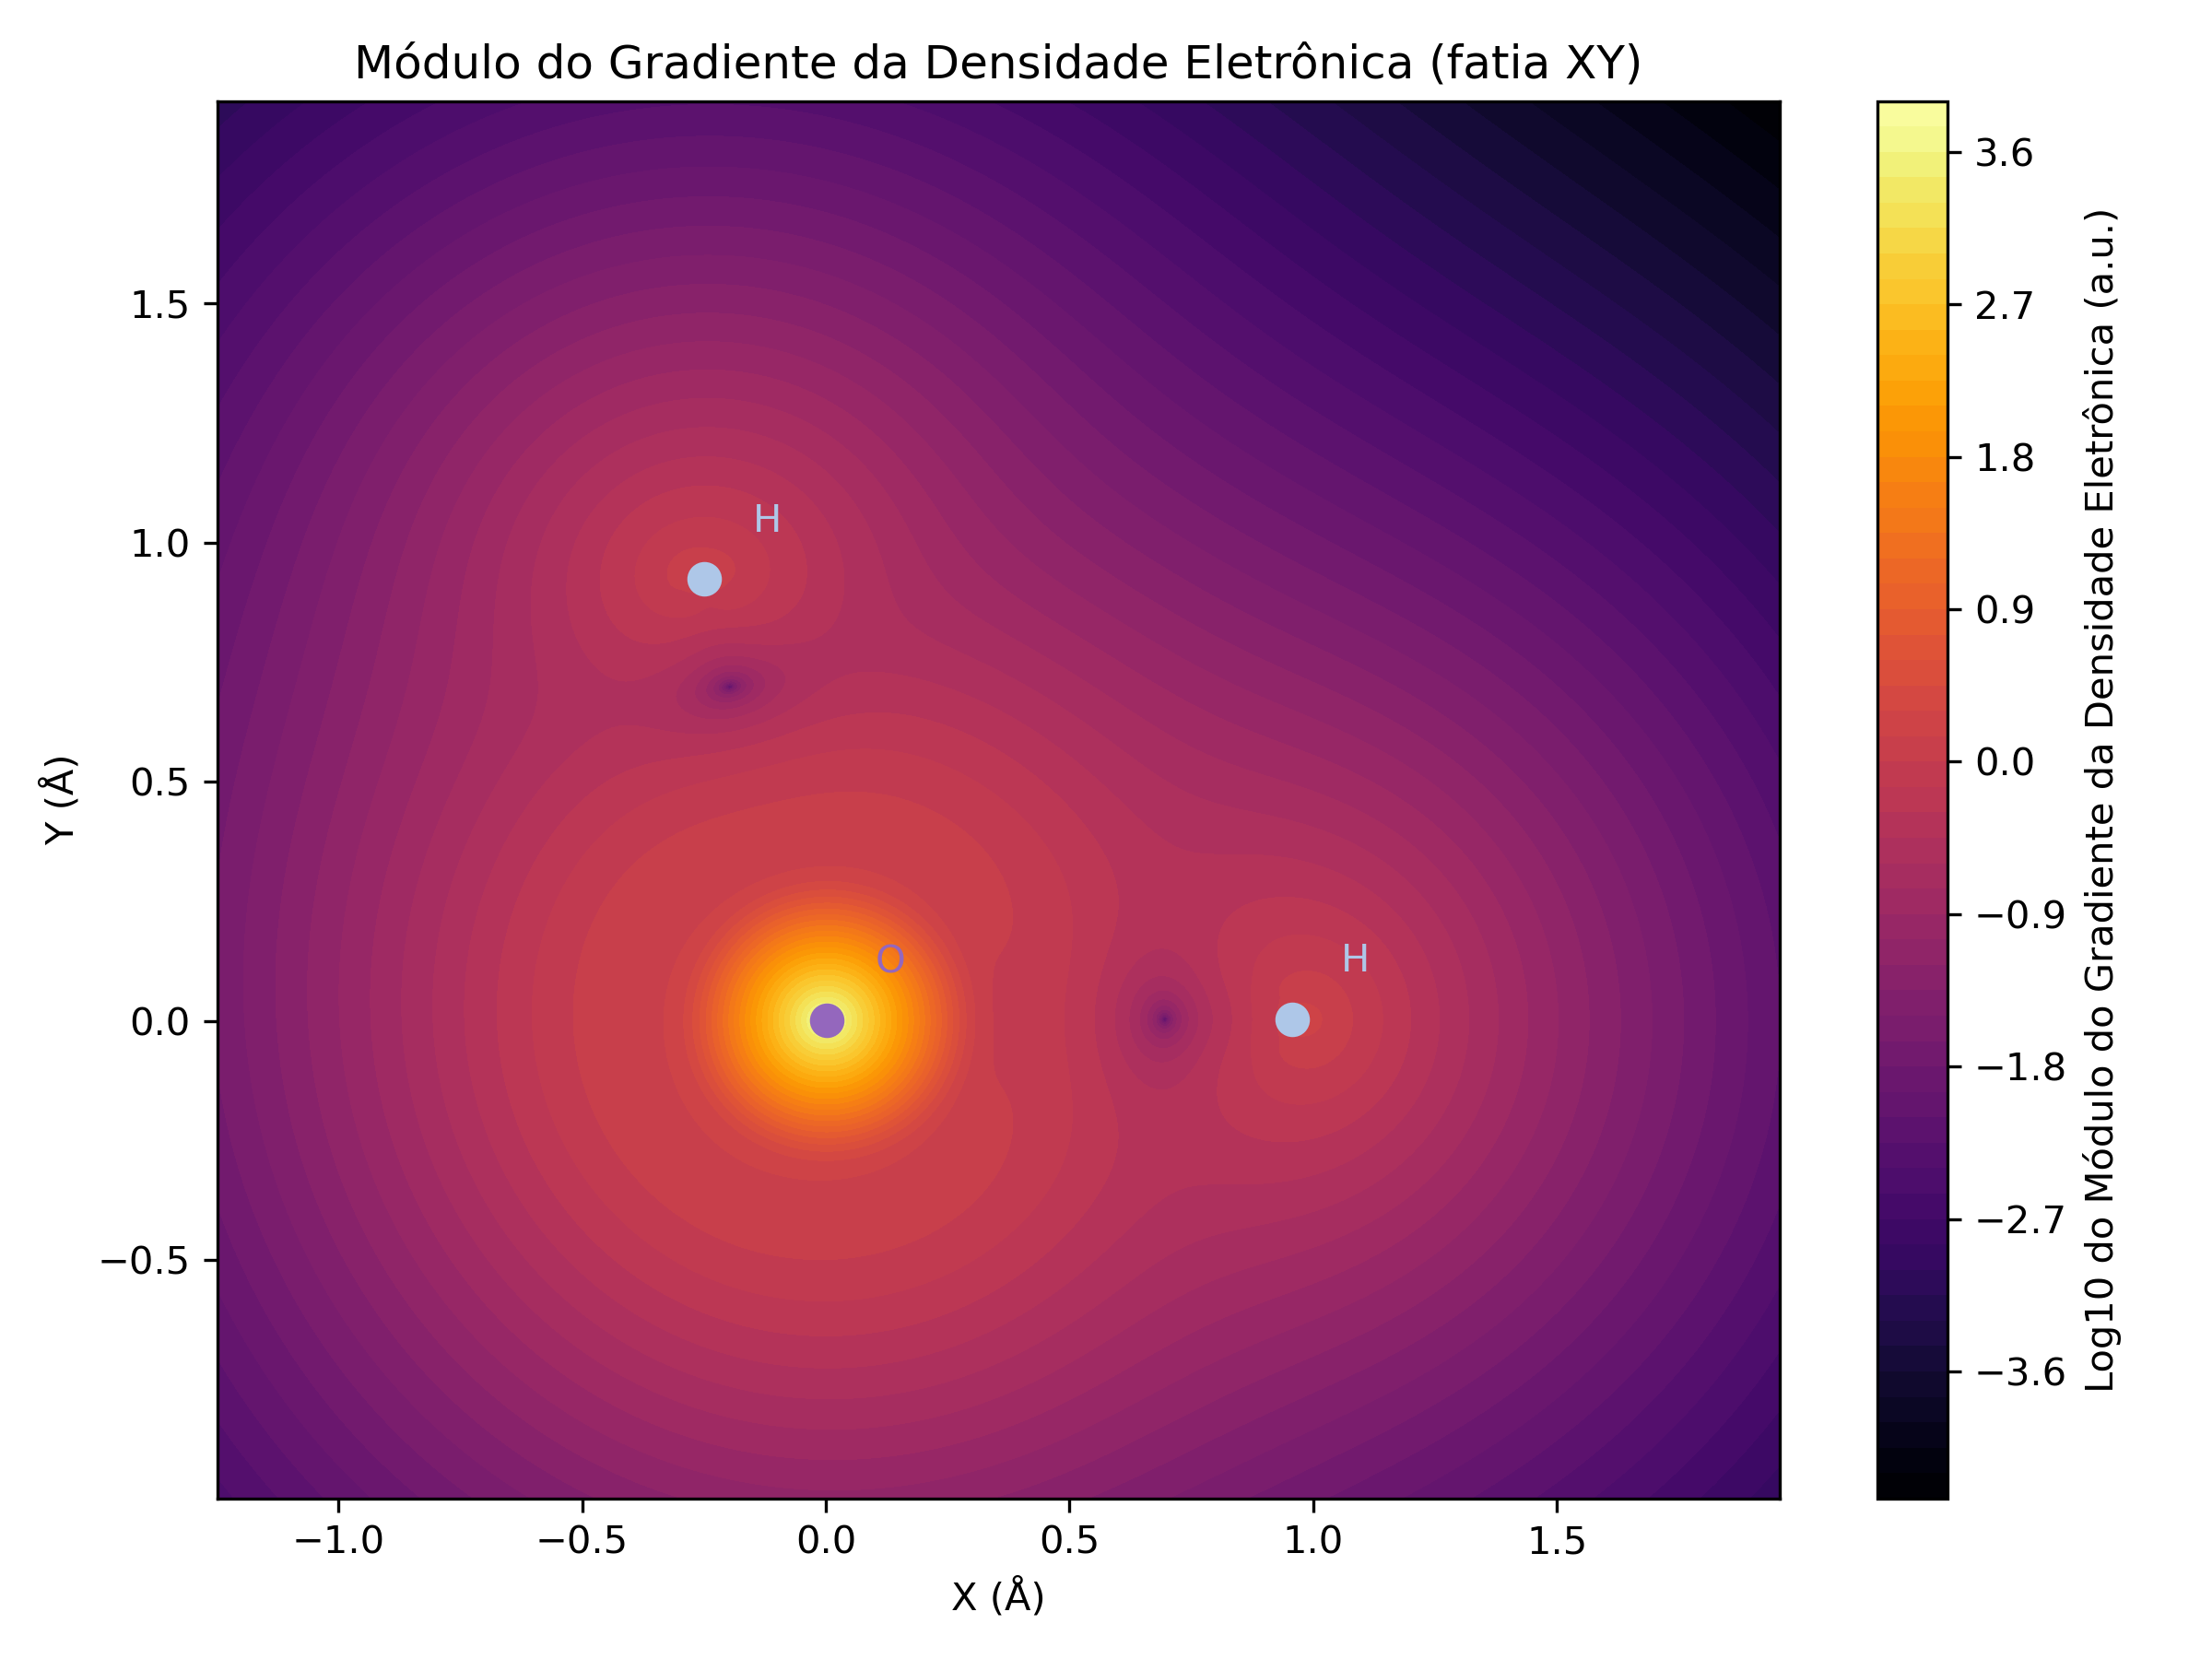 Módulo do Gradiente da Densidade Eletrônica (fatia XY)
Y (Å)
1.5
1.0
0.5
0.0
−0.5
H
O
H
−1.0
−0.5
0.0
0.5
1.0
1.5
X (Å)
3.6
2.7
1.8
0.9
0.0
−0.9
−1.8
−2.7
−3.6
Log10 do Módulo do Gradiente da Densidade Eletrônica (a.u.)